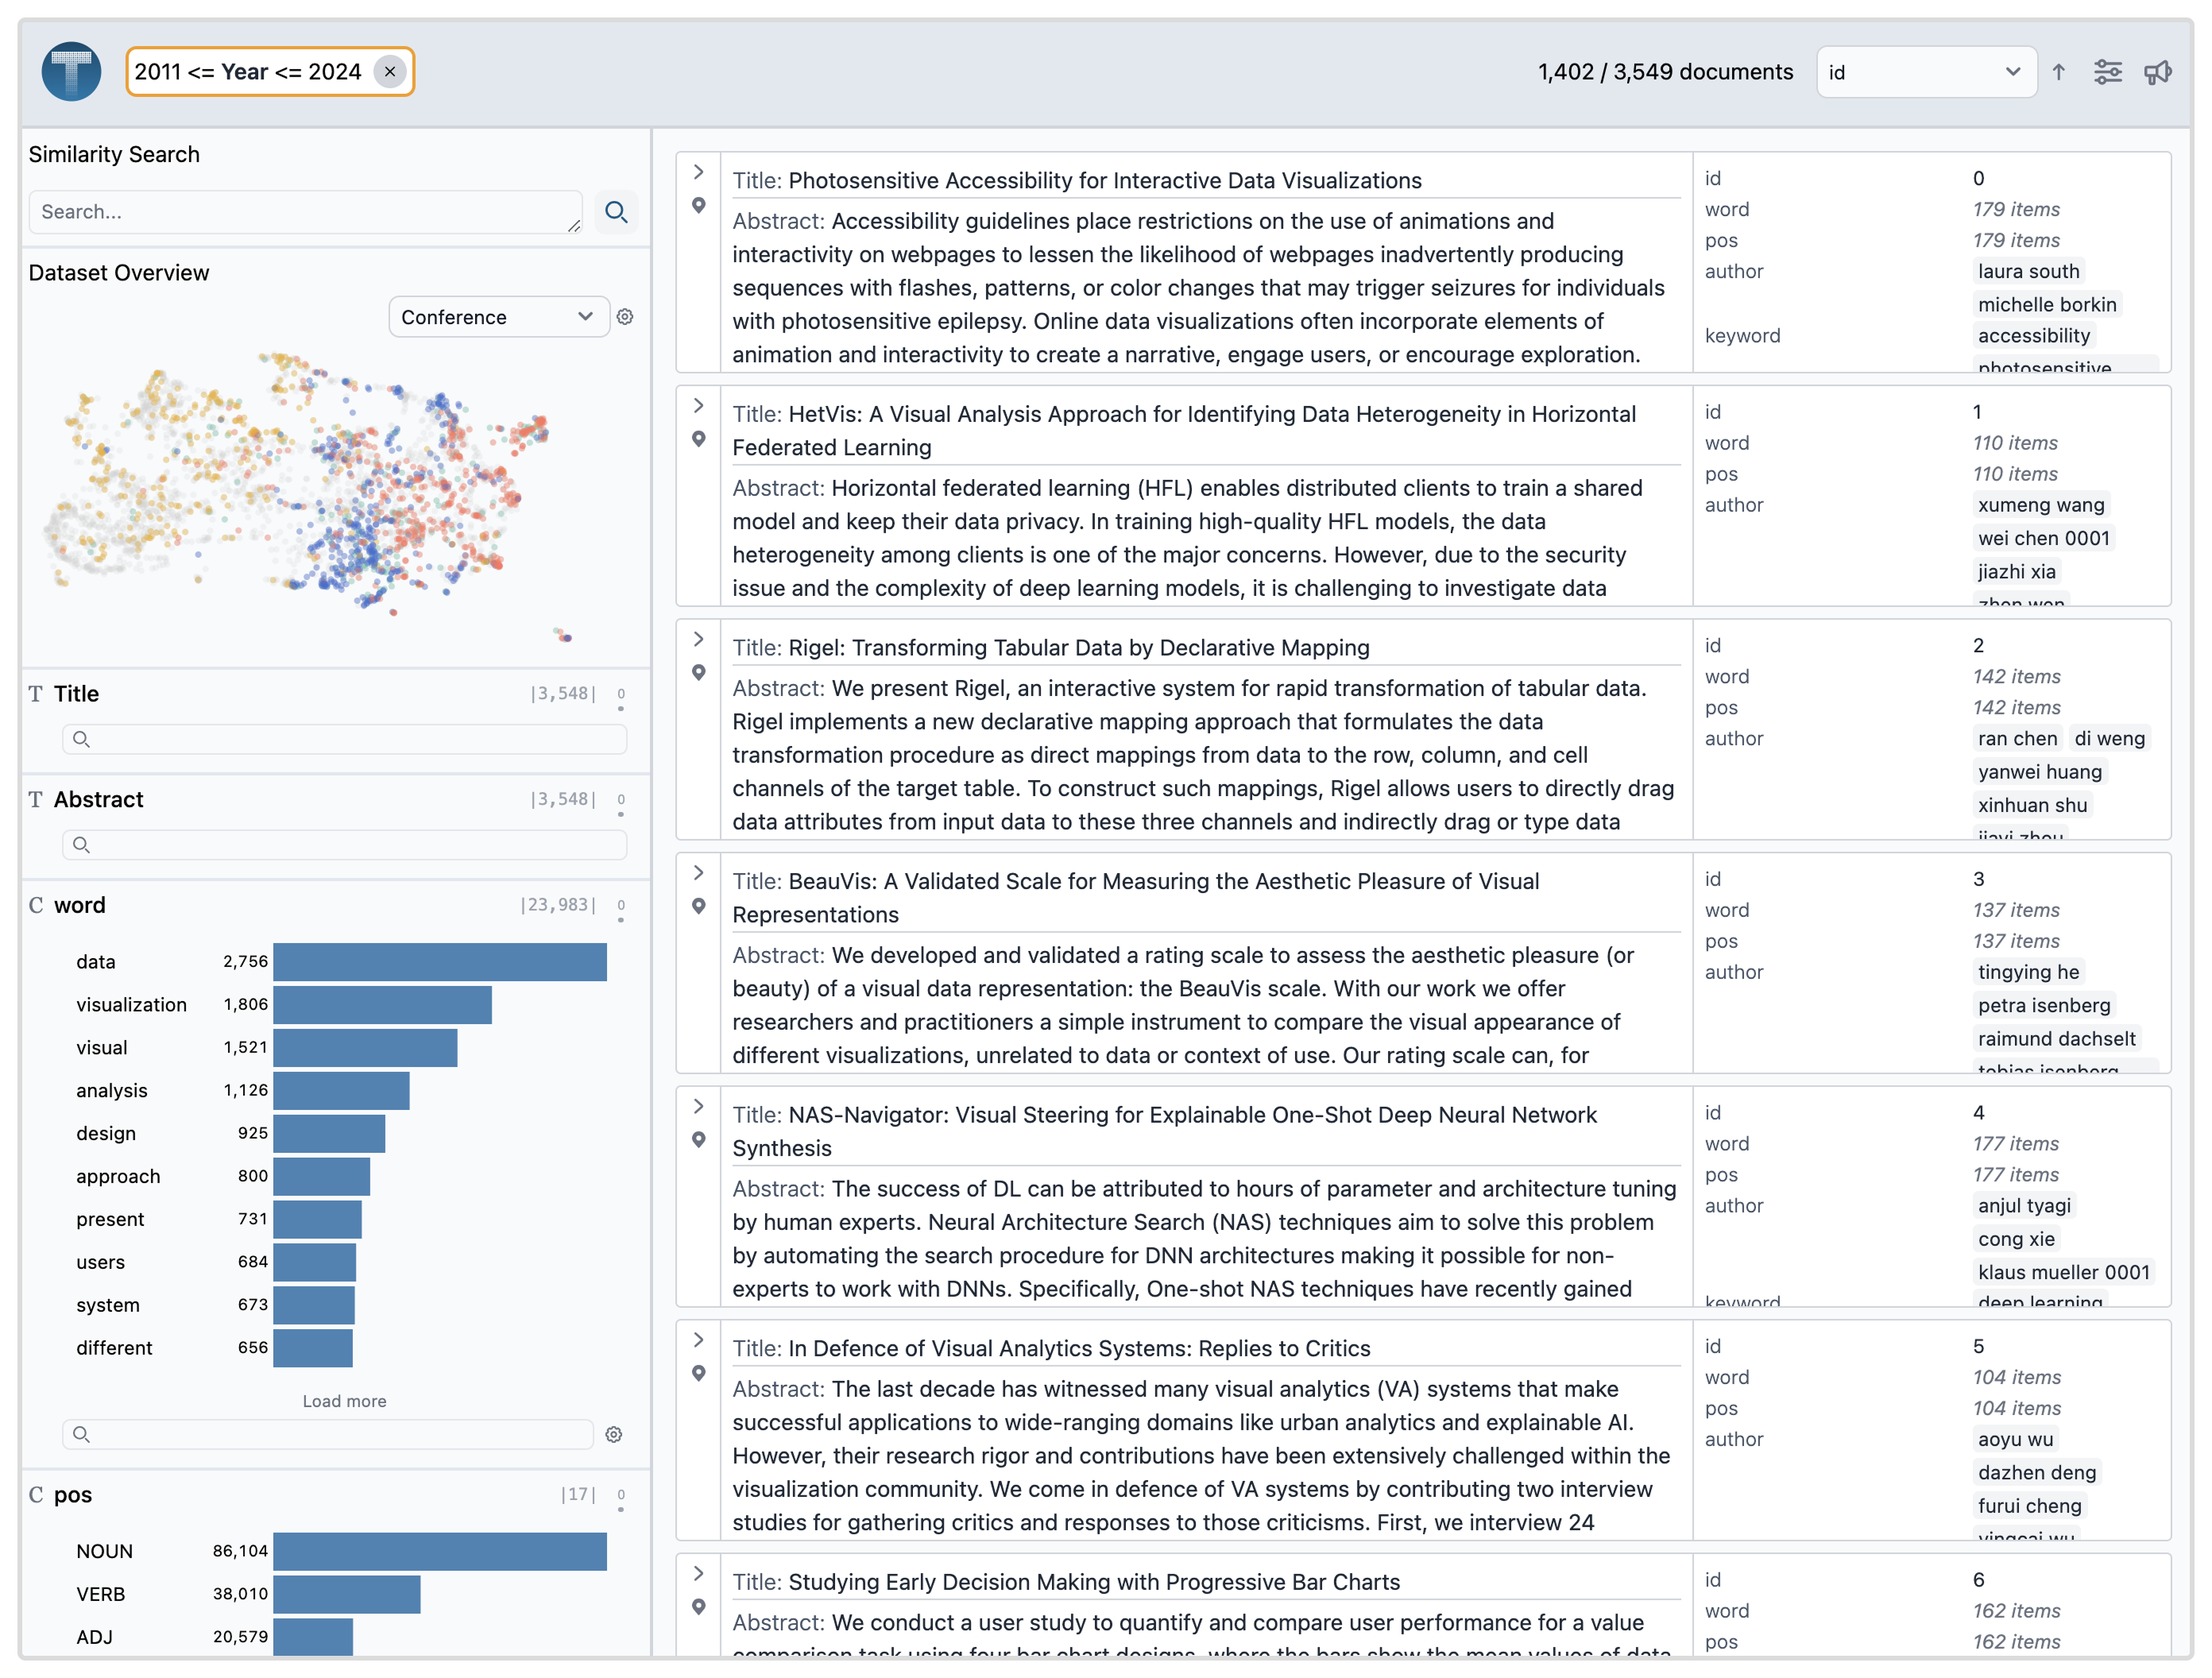 T
2011 <= Year <= 2024
1,402 / 3,549 documents
id
Similarity Search
Search...
Dataset Overview
Conference
T Title |3,548| 0
T Abstract |3,548| 0
C word |23,983| 0
data 2,756
visualization 1,806
visual 1,521
analysis 1,126
design 925
approach 800
present 731
users 684
system 673
different 656
Load more
C pos |17| 0
NOUN 86,104
VERB 38,010
ADJ 20,579
Title: Photosensitive Accessibility for Interactive Data Visualizations
Abstract: Accessibility guidelines place restrictions on the use of animations and
interactivity on webpages to lessen the likelihood of webpages inadvertently producing
sequences with flashes, patterns, or color changes that may trigger seizures for individuals
with photosensitive epilepsy. Online data visualizations often incorporate elements of
animation and interactivity to create a narrative, engage users, or encourage exploration.
id 0
word 179 items
pos 179 items
author laura south
michelle borkin
keyword accessibility
photosensitive
Title: HetVis: A Visual Analysis Approach for Identifying Data Heterogeneity in Horizontal
Federated Learning
Abstract: Horizontal federated learning (HFL) enables distributed clients to train a shared
model and keep their data privacy. In training high-quality HFL models, the data
heterogeneity among clients is one of the major concerns. However, due to the security
issue and the complexity of deep learning models, it is challenging to investigate data
id 1
word 110 items
pos 110 items
author xumeng wang
wei chen 0001
jiazhi xia
zhen wen
Title: Rigel: Transforming Tabular Data by Declarative Mapping
Abstract: We present Rigel, an interactive system for rapid transformation of tabular data.
Rigel implements a new declarative mapping approach that formulates the data
transformation procedure as direct mappings from data to the row, column, and cell
channels of the target table. To construct such mappings, Rigel allows users to directly drag
data attributes from input data to these three channels and indirectly drag or type data
id 2
word 142 items
pos 142 items
author ran chen di weng
yanwei huang
xinhuan shu
jiayi zhou
Title: BeauVis: A Validated Scale for Measuring the Aesthetic Pleasure of Visual
Representations
Abstract: We developed and validated a rating scale to assess the aesthetic pleasure (or
beauty) of a visual data representation: the BeauVis scale. With our work we offer
researchers and practitioners a simple instrument to compare the visual appearance of
different visualizations, unrelated to data or context of use. Our rating scale can, for
id 3
word 137 items
pos 137 items
author tingying he
petra isenberg
raimund dachselt
tobias isenberg
Title: NAS-Navigator: Visual Steering for Explainable One-Shot Deep Neural Network
Synthesis
Abstract: The success of DL can be attributed to hours of parameter and architecture tuning
by human experts. Neural Architecture Search (NAS) techniques aim to solve this problem
by automating the search procedure for DNN architectures making it possible for non-
experts to work with DNNs. Specifically, One-shot NAS techniques have recently gained
id 4
word 177 items
pos 177 items
author anjul tyagi
cong xie
klaus mueller 0001
keyword deep learning
Title: In Defence of Visual Analytics Systems: Replies to Critics
Abstract: The last decade has witnessed many visual analytics (VA) systems that make
successful applications to wide-ranging domains like urban analytics and explainable AI.
However, their research rigor and contributions have been extensively challenged within the
visualization community. We come in defence of VA systems by contributing two interview
studies for gathering critics and responses to those criticisms. First, we interview 24
id 5
word 104 items
pos 104 items
author aoyu wu
dazhen deng
furui cheng
yingcai wu
Title: Studying Early Decision Making with Progressive Bar Charts
Abstract: We conduct a user study to quantify and compare user performance for a value
comparison task using four bar chart designs, where the bars show the mean values of data
id 6
word 162 items
pos 162 items